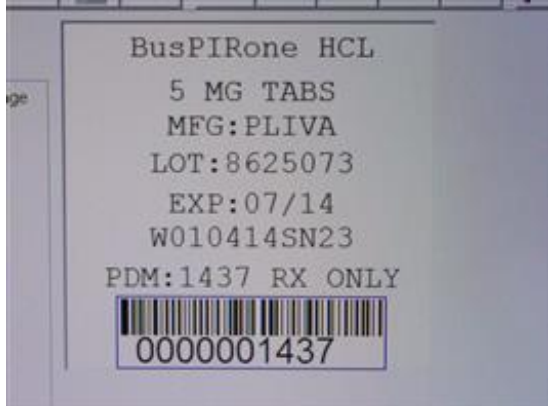 BusPIRone HCL
5 MG TABS
MFG:PLIVA
LOT:8625073
EXP:07/14
W010414SN23
PDM:1437 RX ONLY
0000001437